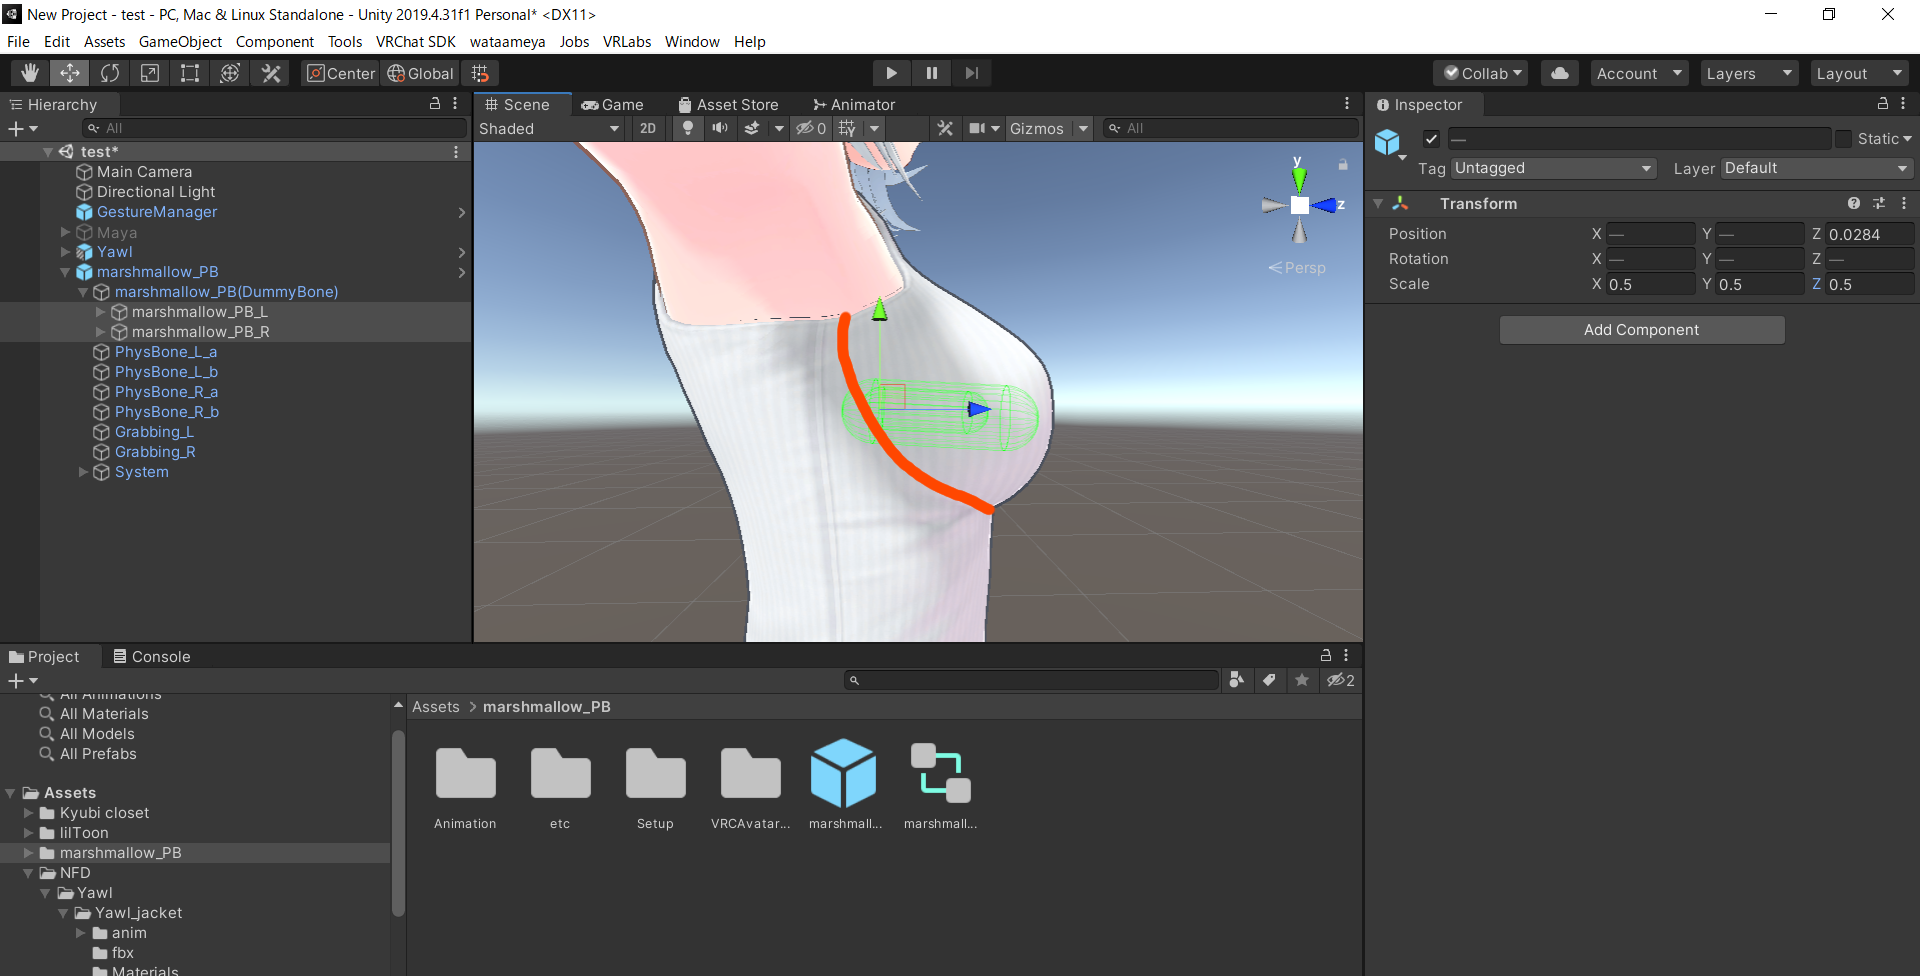 New Project - test - PC, Mac & Linux Standalone - Unity 2019.4.31f1 Personal* <DX11>
File Edit Assets GameObject Component Tools VRChat SDK wataameya Jobs VRLabs Window Help
Center Global Collab Account Layers Layout
Hierarchy
All
test*
Main Camera
Directional Light
GestureManager
Maya
Yawl
marshmallow_PB
marshmallow_PB(DummyBone)
marshmallow_PB_L
marshmallow_PB_R
PhysBone_L_a
PhysBone_L_b
PhysBone_R_a
PhysBone_R_b
Grabbing_L
Grabbing_R
System
Scene Game Asset Store Animator
Shaded 2D 0 Gizmos All
y
z
Persp
Inspector
— Static
Tag Untagged Layer Default
Transform
Position X — Y — Z 0.0284
Rotation X — Y — Z —
Scale X 0.5 Y 0.5 Z 0.5
Add Component
Project Console
2
All Animations
All Materials
All Models
All Prefabs
Assets
Kyubi closet
lilToon
marshmallow_PB
NFD
Yawl
Yawl_jacket
anim
fbx
Materials
Assets > marshmallow_PB
Animation etc Setup VRCAvatar... marshmall... marshmall...